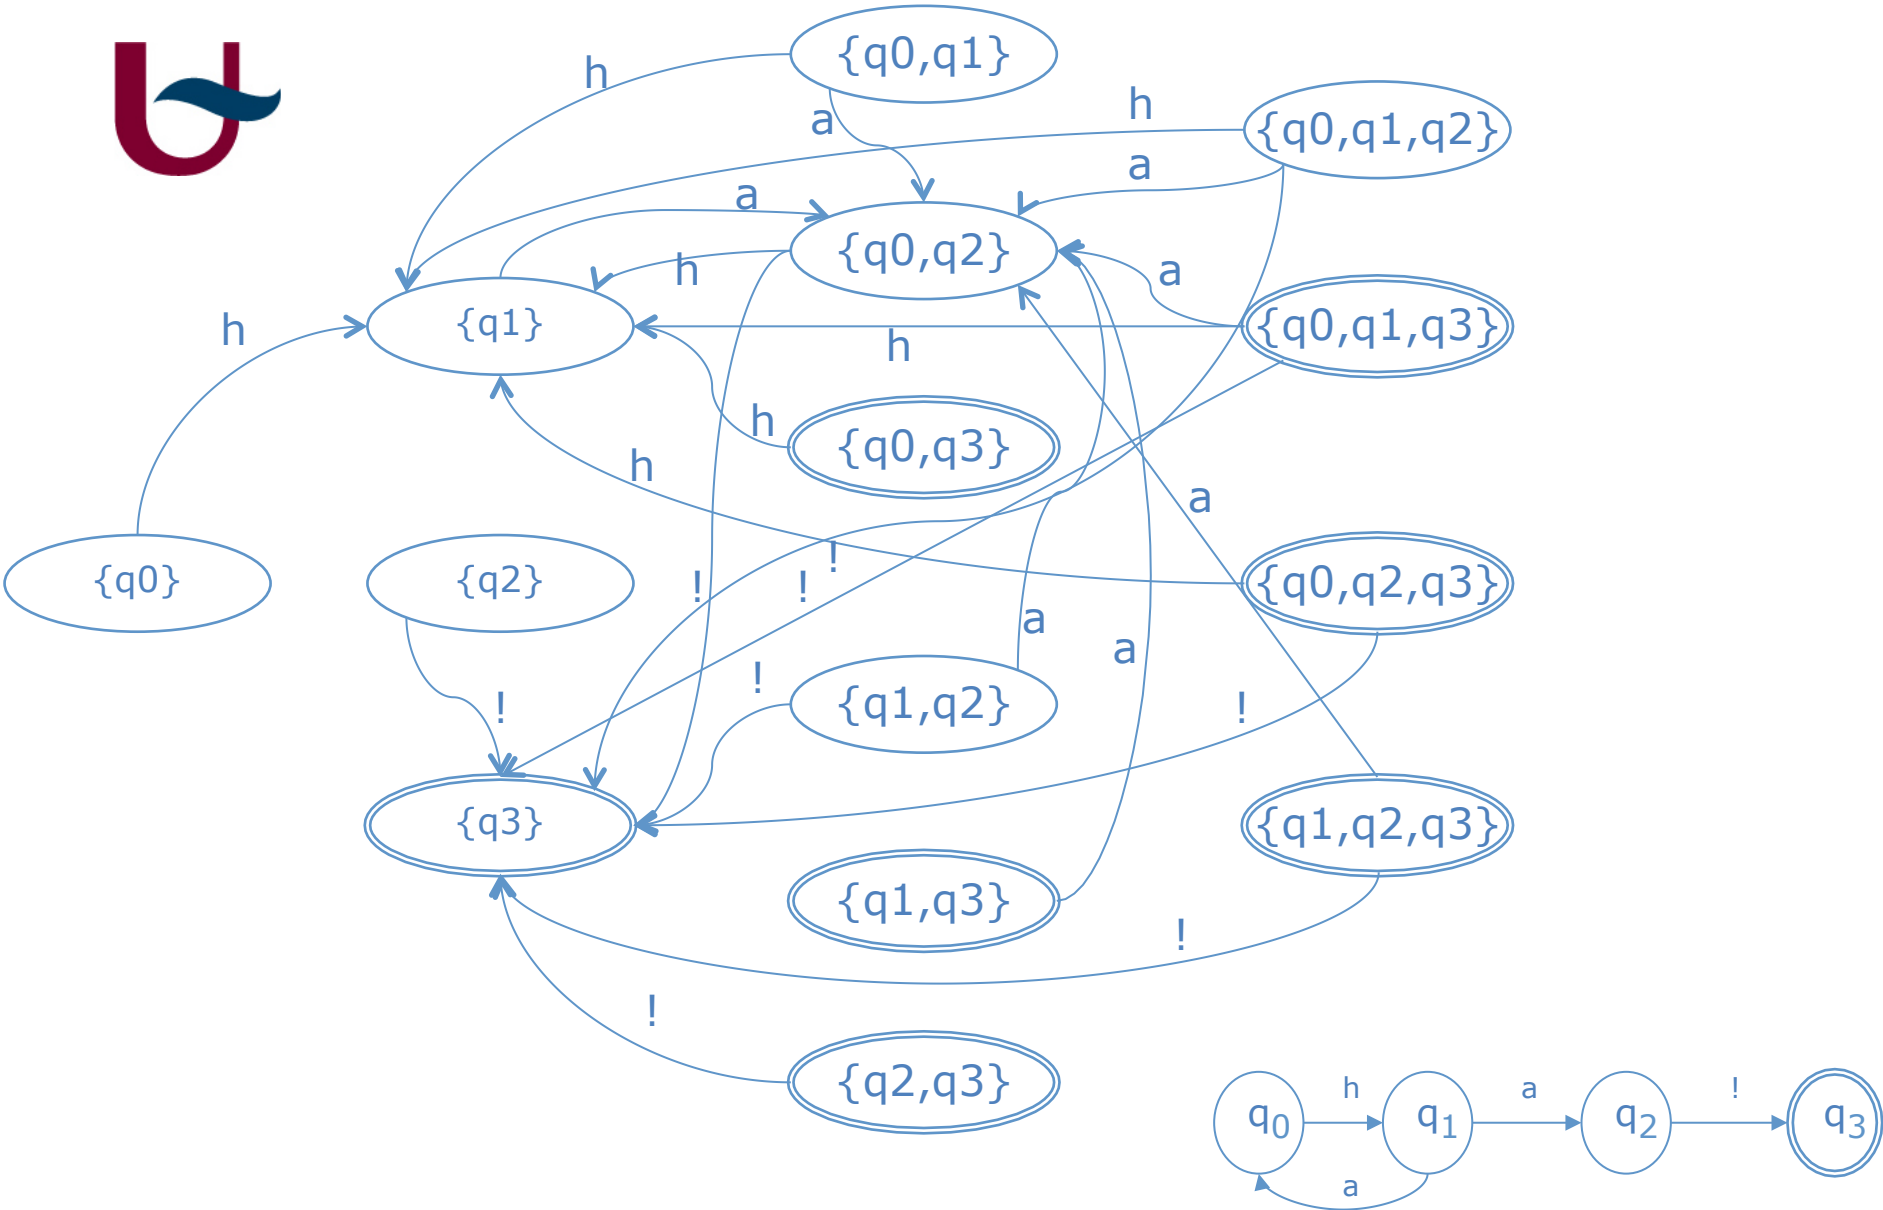 {q0,q1}
h
h
{q0,q1,q2}
a
a
a
{q0,q2}
h
a
{q1}
h
{q0,q1,q3}
h
h
{q0,q3}
h
a
!
{q0}
{q2}
!
!
{q0,q2,q3}
a
a
!
{q1,q2}
!
!
{q3}
{q1,q2,q3}
{q1,q3}
!
!
{q2,q3}
h
a
!
q0
q1
q2
q3
a